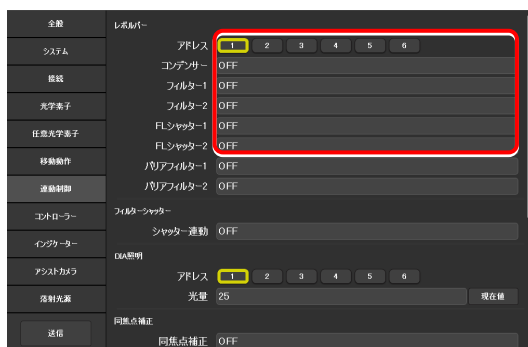 全般
システム
接続
光学素子
任意光学素子
移動動作
連動制御
コントローラー
インジケーター
アシストカメラ
落射光源
送信
レボルバー
アドレス 1 2 3 4 5 6
コンデンサー OFF
フィルター1 OFF
フィルター2 OFF
FLシャッター1 OFF
FLシャッター2 OFF
バリアフィルター1 OFF
バリアフィルター2 OFF
フィルターシャッター
シャッター連動 OFF
DIA照明
アドレス 1 2 3 4 5 6
光量 25 現在値
同焦点補正
同焦点補正 OFF